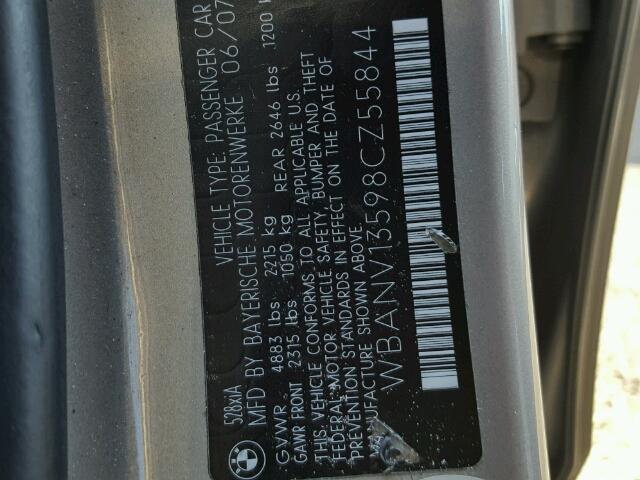 528xiA VEHICLE TYPE: PASSENGER CAR
MFD BY BAYERISCHE MOTORENWERKE 06/07
GVWR 4883 lbs 2215 kg
GAWR FRONT 2315 lbs 1050 kg REAR 2646 lbs 1200
THIS VEHICLE CONFORMS TO ALL APPLICABLE U.S.
FEDERAL MOTOR VEHICLE SAFETY, BUMPER AND THEFT
PREVENTION STANDARDS IN EFFECT ON THE DATE OF
MANUFACTURE SHOWN ABOVE.
WBANV13598CZ55844